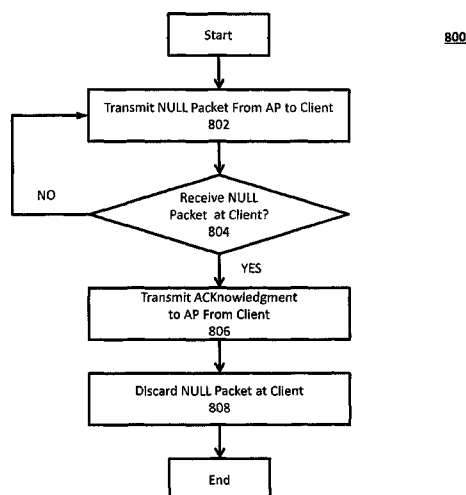 Start
800
Transmit NULL Packet From AP to Client
802
NO
Receive NULL
Packet at Client?
804
YES
Transmit ACKnowledgment
to AP From Client
806
Discard NULL Packet at Client
808
End